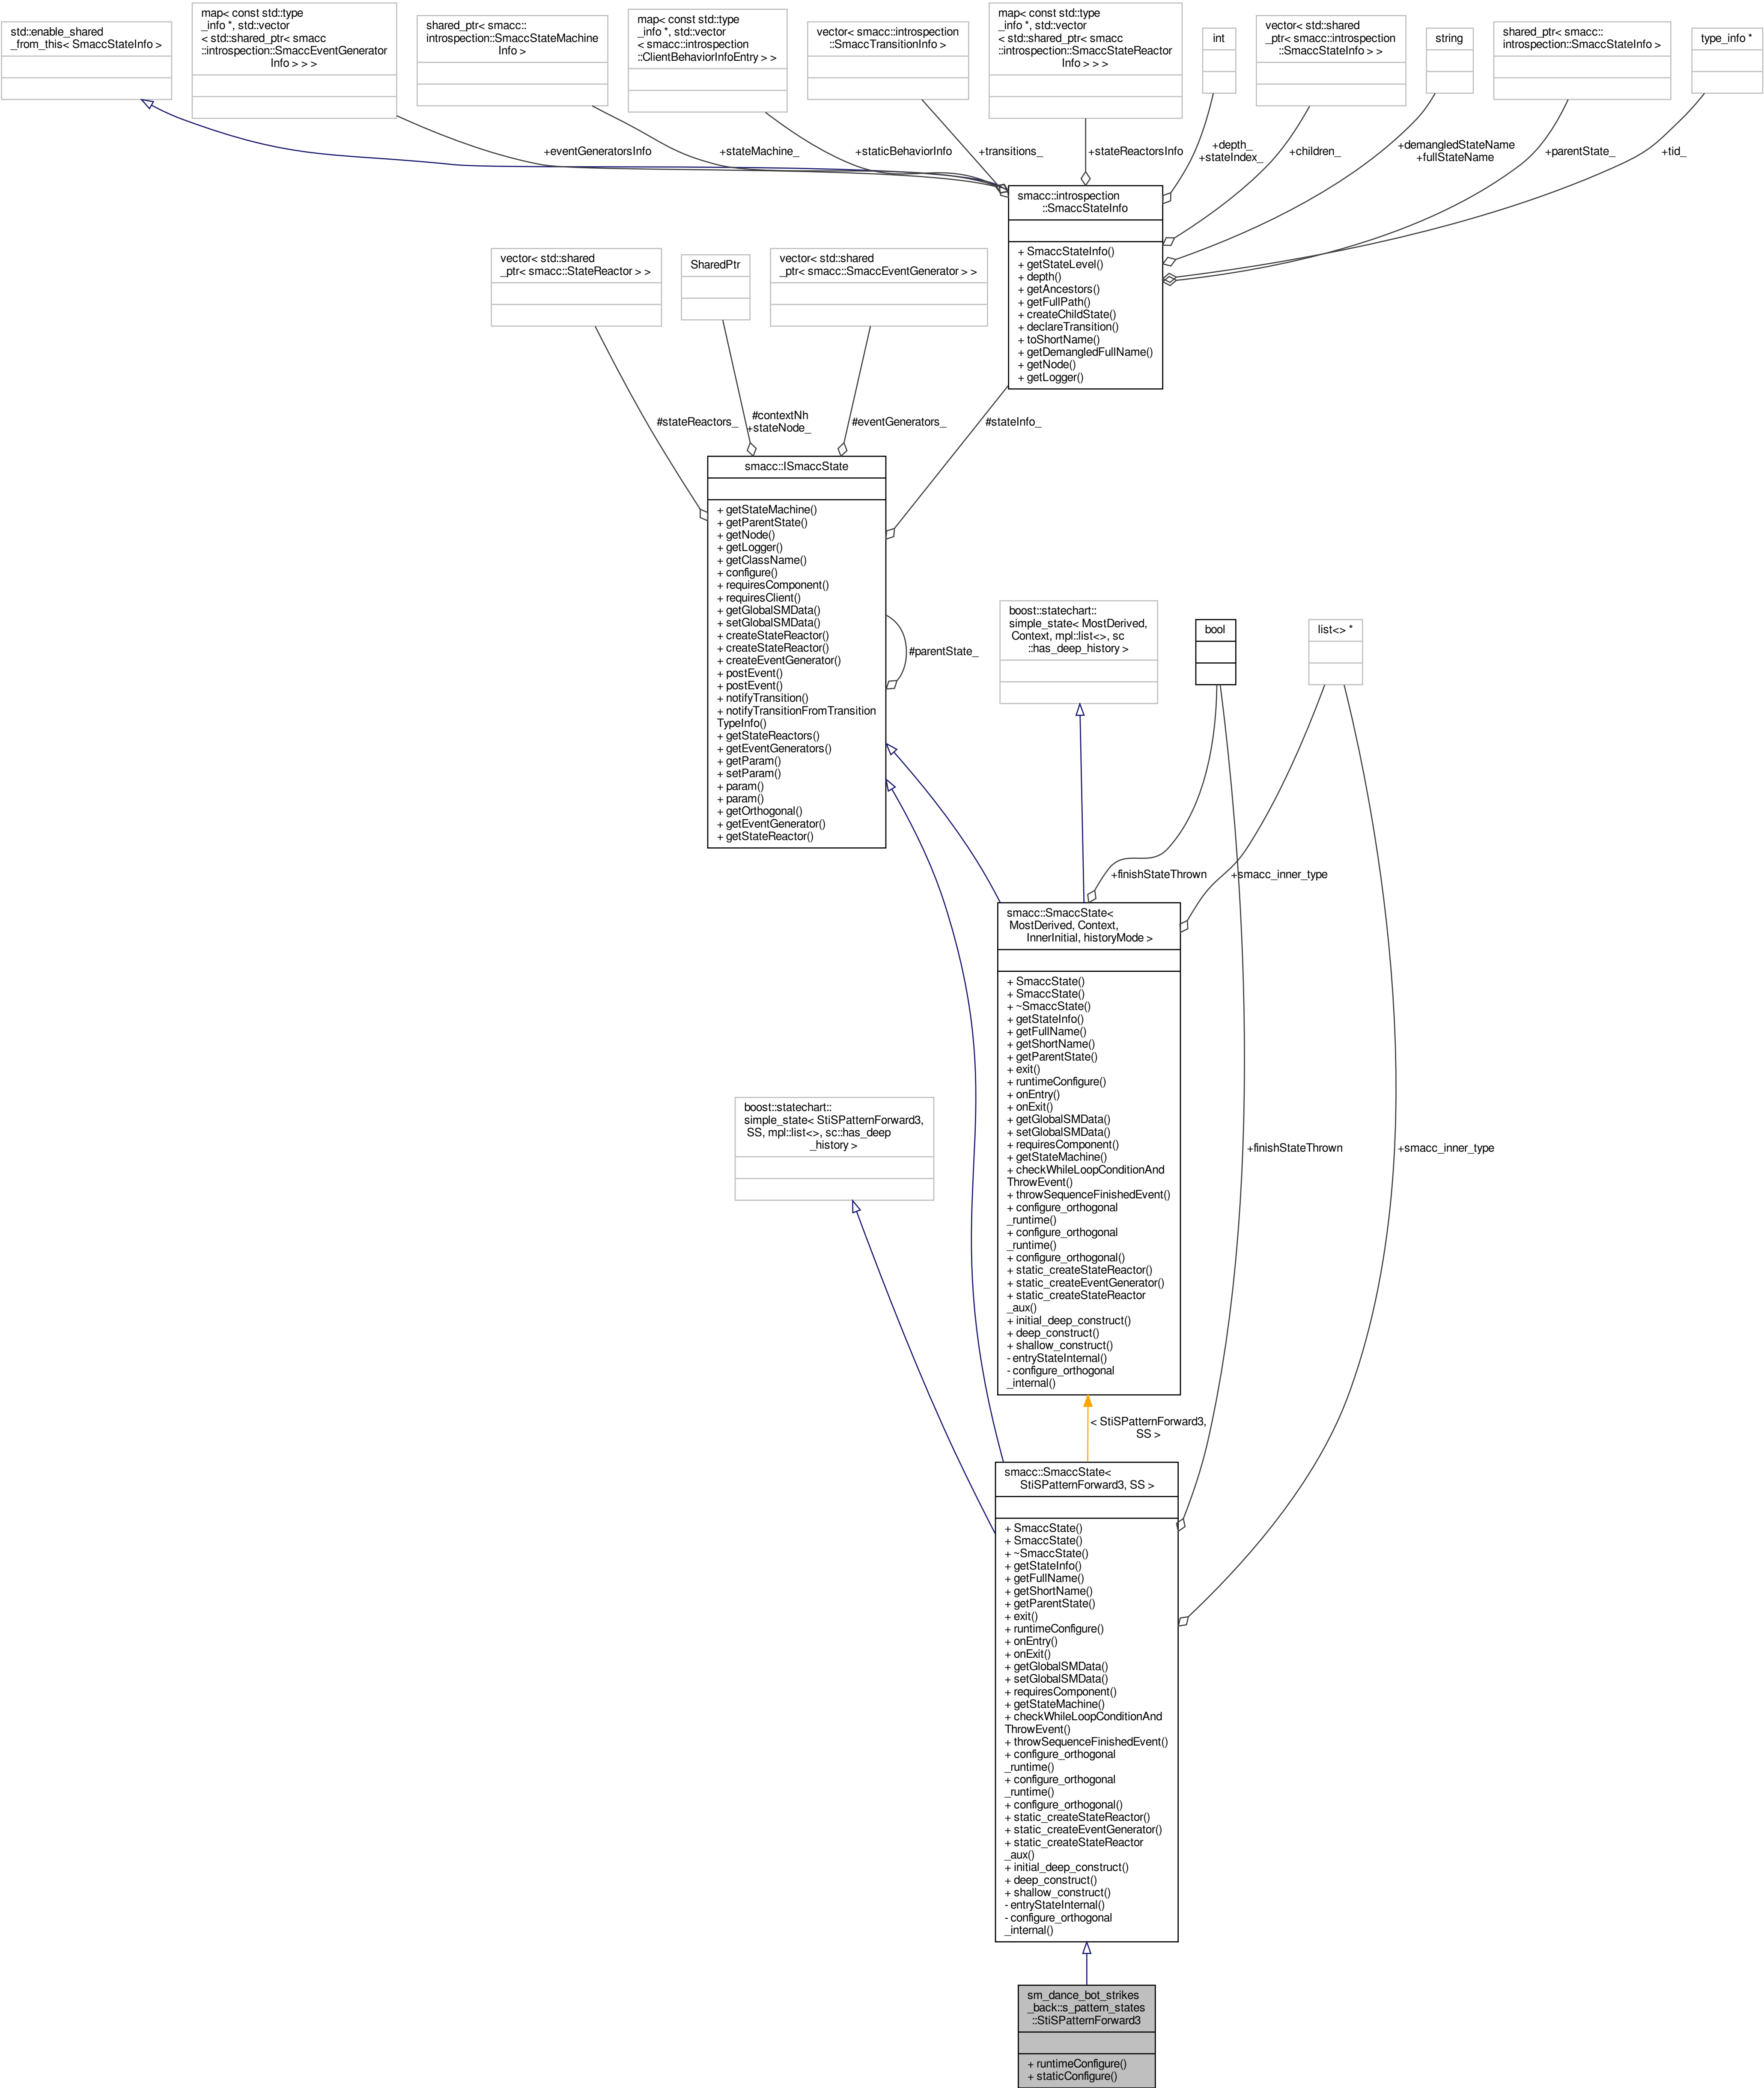 std::enable_shared
_from_this< SmaccStateInfo >
map< const std::type
_info *, std::vector
< std::shared_ptr< smacc
::introspection::SmaccEventGenerator
Info > > >
shared_ptr< smacc::
introspection::SmaccStateMachine
Info >
map< const std::type
_info *, std::vector
< smacc::introspection
::ClientBehaviorInfoEntry > >
vector< smacc::introspection
::SmaccTransitionInfo >
map< const std::type
_info *, std::vector
< std::shared_ptr< smacc
::introspection::SmaccStateReactor
Info > > >
int
vector< std::shared
_ptr< smacc::introspection
::SmaccStateInfo > >
string
shared_ptr< smacc::
introspection::SmaccStateInfo >
type_info *
+eventGeneratorsInfo
+stateMachine_
+staticBehaviorInfo
+transitions_
+stateReactorsInfo
+depth_
+stateIndex_
+children_
+demangledStateName
+fullStateName
+parentState_
+tid_
smacc::introspection
::SmaccStateInfo
+ SmaccStateInfo()
+ getStateLevel()
+ depth()
+ getAncestors()
+ getFullPath()
+ createChildState()
+ declareTransition()
+ toShortName()
+ getDemangledFullName()
+ getNode()
+ getLogger()
vector< std::shared
_ptr< smacc::StateReactor > >
SharedPtr
vector< std::shared
_ptr< smacc::SmaccEventGenerator > >
#stateReactors_
#contextNh
+stateNode_
#eventGenerators_
#stateInfo_
smacc::ISmaccState
+ getStateMachine()
+ getParentState()
+ getNode()
+ getLogger()
+ getClassName()
+ configure()
+ requiresComponent()
+ requiresClient()
+ getGlobalSMData()
+ setGlobalSMData()
+ createStateReactor()
+ createStateReactor()
+ createEventGenerator()
+ postEvent()
+ postEvent()
+ notifyTransition()
+ notifyTransitionFromTransition
TypeInfo()
+ getStateReactors()
+ getEventGenerators()
+ getParam()
+ setParam()
+ param()
+ param()
+ getOrthogonal()
+ getEventGenerator()
+ getStateReactor()
#parentState_
boost::statechart::
simple_state< MostDerived,
Context, mpl::list<>, sc
::has_deep_history >
bool
list<> *
+finishStateThrown
+smacc_inner_type
smacc::SmaccState<
MostDerived, Context,
InnerInitial, historyMode >
+ SmaccState()
+ SmaccState()
+ ~SmaccState()
+ getStateInfo()
+ getFullName()
+ getShortName()
+ getParentState()
+ exit()
+ runtimeConfigure()
+ onEntry()
+ onExit()
+ getGlobalSMData()
+ setGlobalSMData()
+ requiresComponent()
+ getStateMachine()
+ checkWhileLoopConditionAnd
ThrowEvent()
+ throwSequenceFinishedEvent()
+ configure_orthogonal
_runtime()
+ configure_orthogonal
_runtime()
+ configure_orthogonal()
+ static_createStateReactor()
+ static_createEventGenerator()
+ static_createStateReactor
_aux()
+ initial_deep_construct()
+ deep_construct()
+ shallow_construct()
- entryStateInternal()
- configure_orthogonal
_internal()
boost::statechart::
simple_state< StiSPatternForward3,
SS, mpl::list<>, sc::has_deep
_history >
+finishStateThrown
+smacc_inner_type
< StiSPatternForward3,
SS >
smacc::SmaccState<
StiSPatternForward3, SS >
+ SmaccState()
+ SmaccState()
+ ~SmaccState()
+ getStateInfo()
+ getFullName()
+ getShortName()
+ getParentState()
+ exit()
+ runtimeConfigure()
+ onEntry()
+ onExit()
+ getGlobalSMData()
+ setGlobalSMData()
+ requiresComponent()
+ getStateMachine()
+ checkWhileLoopConditionAnd
ThrowEvent()
+ throwSequenceFinishedEvent()
+ configure_orthogonal
_runtime()
+ configure_orthogonal
_runtime()
+ configure_orthogonal()
+ static_createStateReactor()
+ static_createEventGenerator()
+ static_createStateReactor
_aux()
+ initial_deep_construct()
+ deep_construct()
+ shallow_construct()
- entryStateInternal()
- configure_orthogonal
_internal()
sm_dance_bot_strikes
_back::s_pattern_states
::StiSPatternForward3
+ runtimeConfigure()
+ staticConfigure()